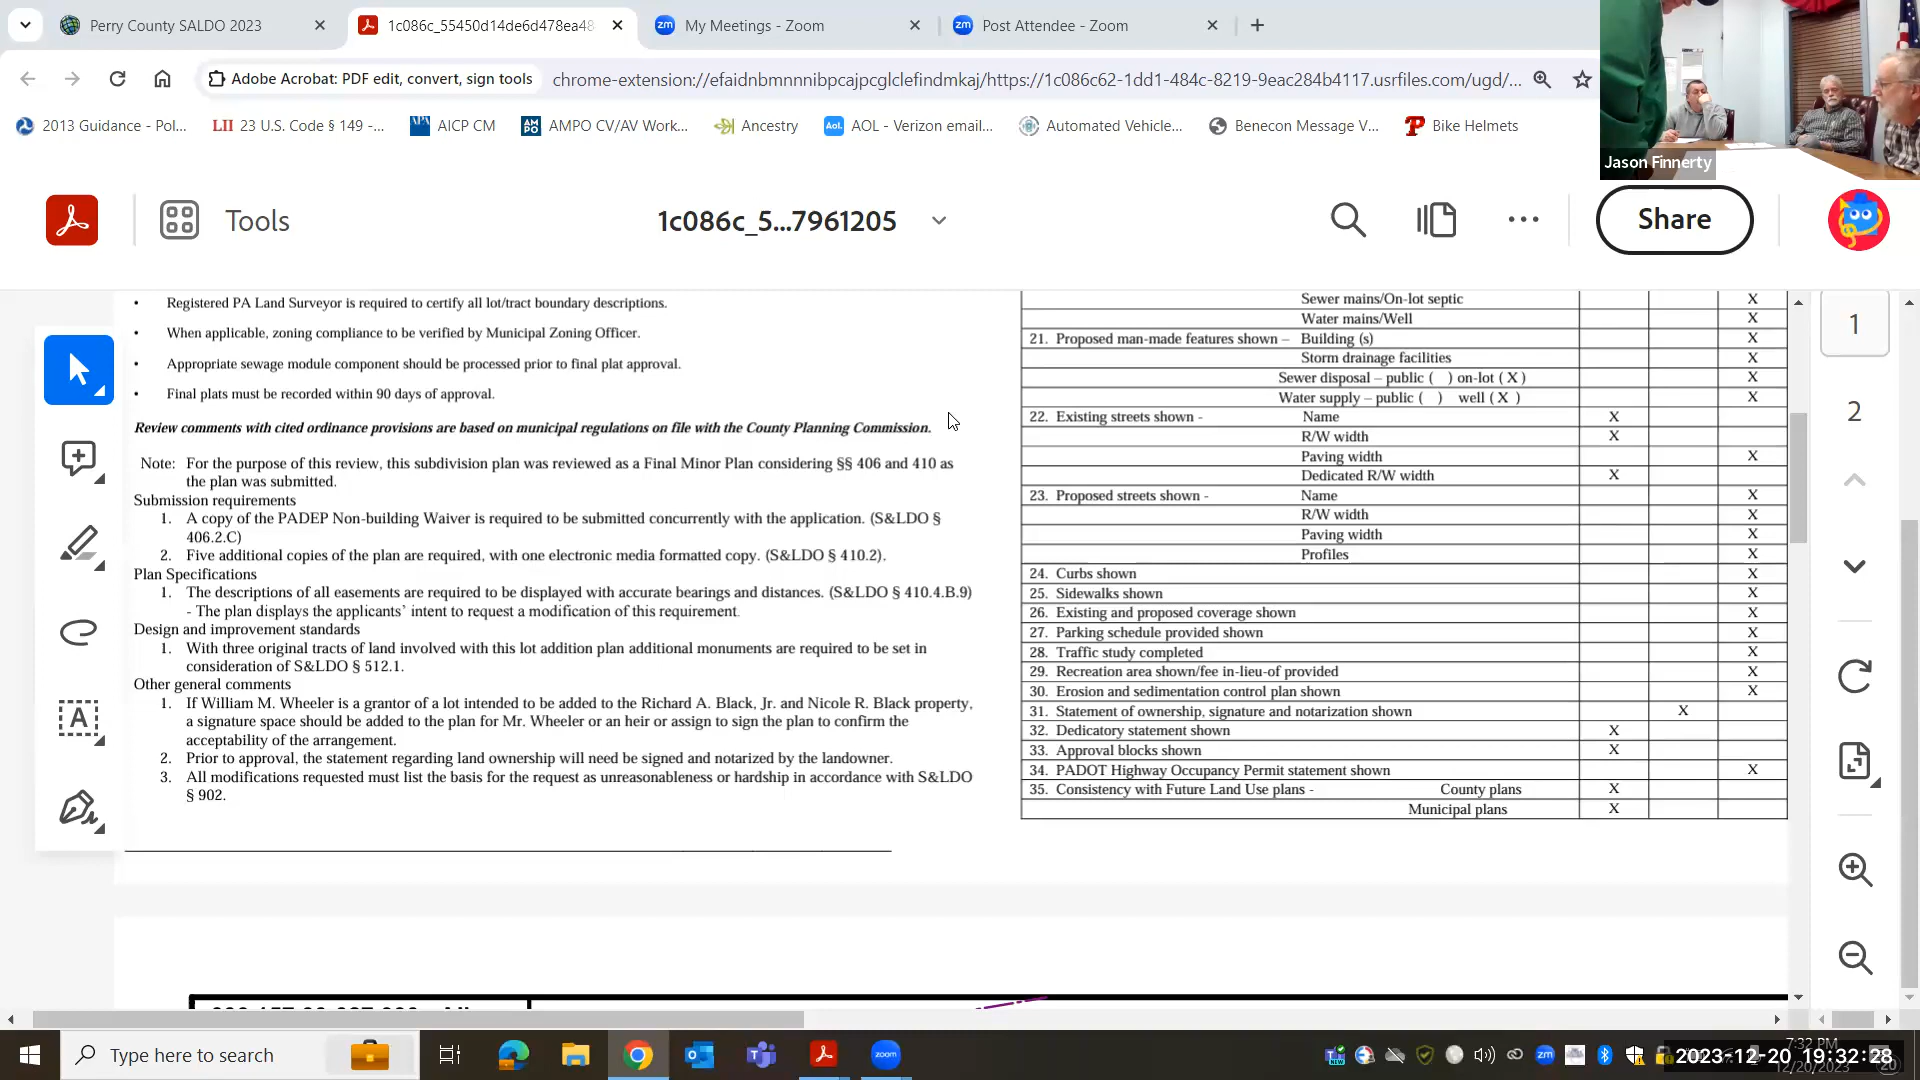 Perry County SALDO 2023
1c086c_55450d14de6d478ea48
My Meetings - Zoom
Post Attendee - Zoom
Adobe Acrobat: PDF edit, convert, sign tools
chrome-extension://efaidnbmnnnibpcajpcglclefindmkaj/https://1c086c62-1dd1-484c-8219-9eac284b4117.usrfiles.com/ugd/...
2013 Guidance - Pol...
LII 23 U.S. Code § 149 -...
AICP CM
AMPO CV/AV Work...
Ancestry
AOL - Verizon email...
Automated Vehicle...
Benecon Message V...
Bike Helmets
Jason Finnerty
Tools
1c086c_5...7961205
Share
• Registered PA Land Surveyor is required to certify all lot/tract boundary descriptions.
• When applicable, zoning compliance to be verified by Municipal Zoning Officer.
• Appropriate sewage module component should be processed prior to final plat approval.
• Final plats must be recorded within 90 days of approval.
Review comments with cited ordinance provisions are based on municipal regulations on file with the County Planning Commission.
Note: For the purpose of this review, this subdivision plan was reviewed as a Final Minor Plan considering §§ 406 and 410 as
the plan was submitted.
Submission requirements
1. A copy of the PADEP Non-building Waiver is required to be submitted concurrently with the application. (S&LDO §
406.2.C)
2. Five additional copies of the plan are required, with one electronic media formatted copy. (S&LDO § 410.2).
Plan Specifications
1. The descriptions of all easements are required to be displayed with accurate bearings and distances. (S&LDO § 410.4.B.9)
- The plan displays the applicants' intent to request a modification of this requirement.
Design and improvement standards
1. With three original tracts of land involved with this lot addition plan additional monuments are required to be set in
consideration of S&LDO § 512.1.
Other general comments
1. If William M. Wheeler is a grantor of a lot intended to be added to the Richard A. Black, Jr. and Nicole R. Black property,
a signature space should be added to the plan for Mr. Wheeler or an heir or assign to sign the plan to confirm the
acceptability of the arrangement.
2. Prior to approval, the statement regarding land ownership will need be signed and notarized by the landowner.
3. All modifications requested must list the basis for the request as unreasonableness or hardship in accordance with S&LDO
§ 902.
Sewer mains/On-lot septic X
Water mains/Well X
21. Proposed man-made features shown – Building (s) X
Storm drainage facilities X
Sewer disposal – public ( ) on-lot ( X ) X
Water supply – public ( ) well ( X ) X
22. Existing streets shown - Name X
R/W width X
Paving width X
Dedicated R/W width X
23. Proposed streets shown - Name X
R/W width X
Paving width X
Profiles X
24. Curbs shown X
25. Sidewalks shown X
26. Existing and proposed coverage shown X
27. Parking schedule provided shown X
28. Traffic study completed X
29. Recreation area shown/fee in-lieu-of provided X
30. Erosion and sedimentation control plan shown X
31. Statement of ownership, signature and notarization shown X
32. Dedicatory statement shown X
33. Approval blocks shown X
34. PADOT Highway Occupancy Permit statement shown X
35. Consistency with Future Land Use plans - County plans X
Municipal plans X
1
2
Type here to search
7:32 PM
2023-12-20 19:32:28
12/20/2023